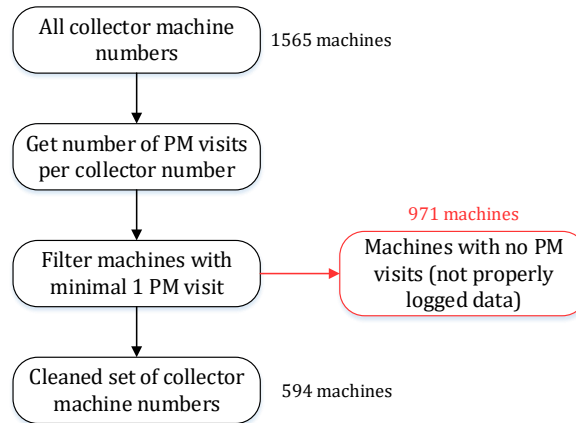 All collector machine
numbers
1565 machines
Get number of PM visits
per collector number
971 machines
Filter machines with
minimal 1 PM visit
Machines with no PM
visits (not properly
logged data)
Cleaned set of collector
machine numbers
594 machines